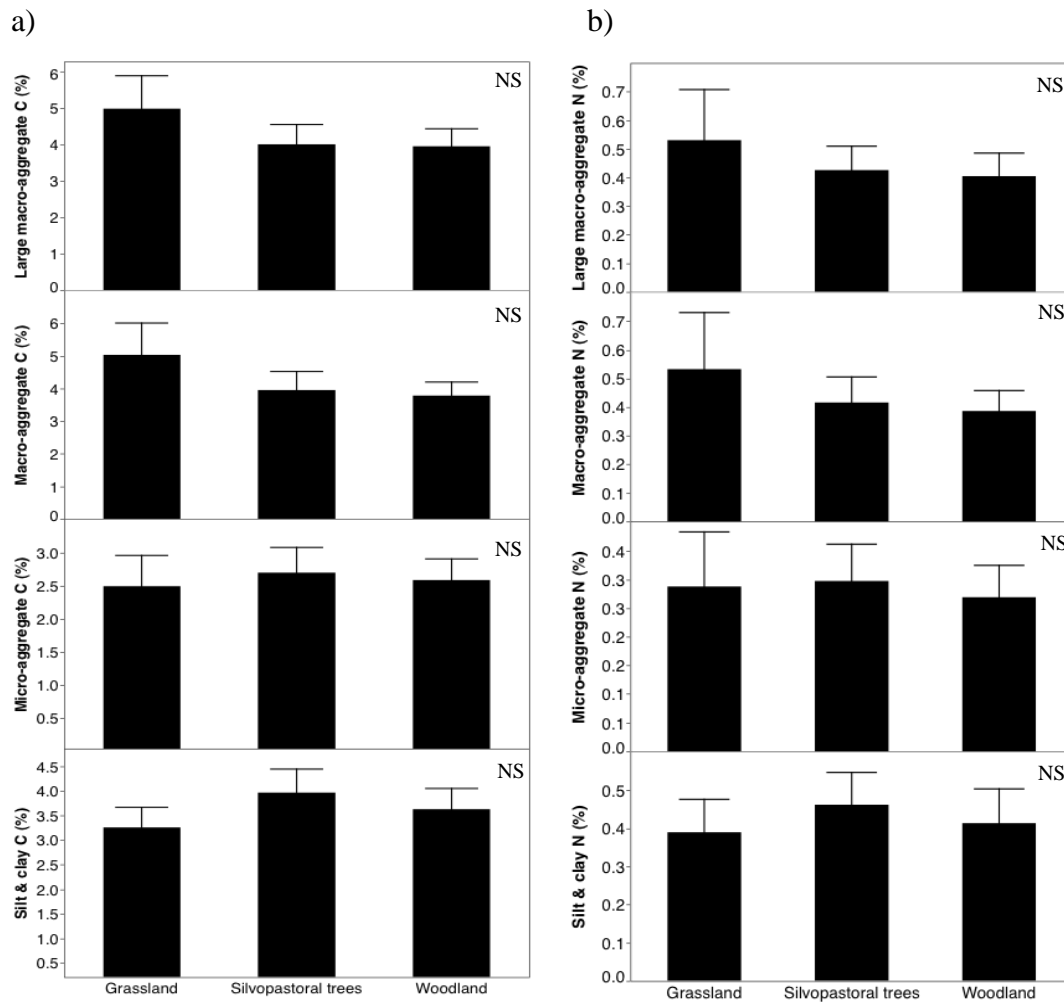 a)
Large macro-aggregate C (%)
6
5
4
3
2
1
0
NS
Macro-aggregate C (%)
6
5
4
3
2
1
0
NS
Micro-aggregate C (%)
3.0
2.5
2.0
1.5
1.0
0.5
NS
Silt & clay C (%)
4.5
4.0
3.5
3.0
2.5
2.0
1.5
1.0
0.5
NS
Grassland Silvopastoral trees Woodland
b)
Large macro-aggregate N (%)
0.7
0.6
0.5
0.4
0.3
0.2
0.1
0.0
NS
Macro-aggregate N (%)
0.7
0.6
0.5
0.4
0.3
0.2
0.1
0.0
NS
Micro-aggregate N (%)
0.4
0.3
0.3
0.2
0.2
0.1
0.1
0.0
NS
Silt & clay N (%)
0.5
0.4
0.3
0.2
0.1
0.0
NS
Grassland Silvopastoral trees Woodland